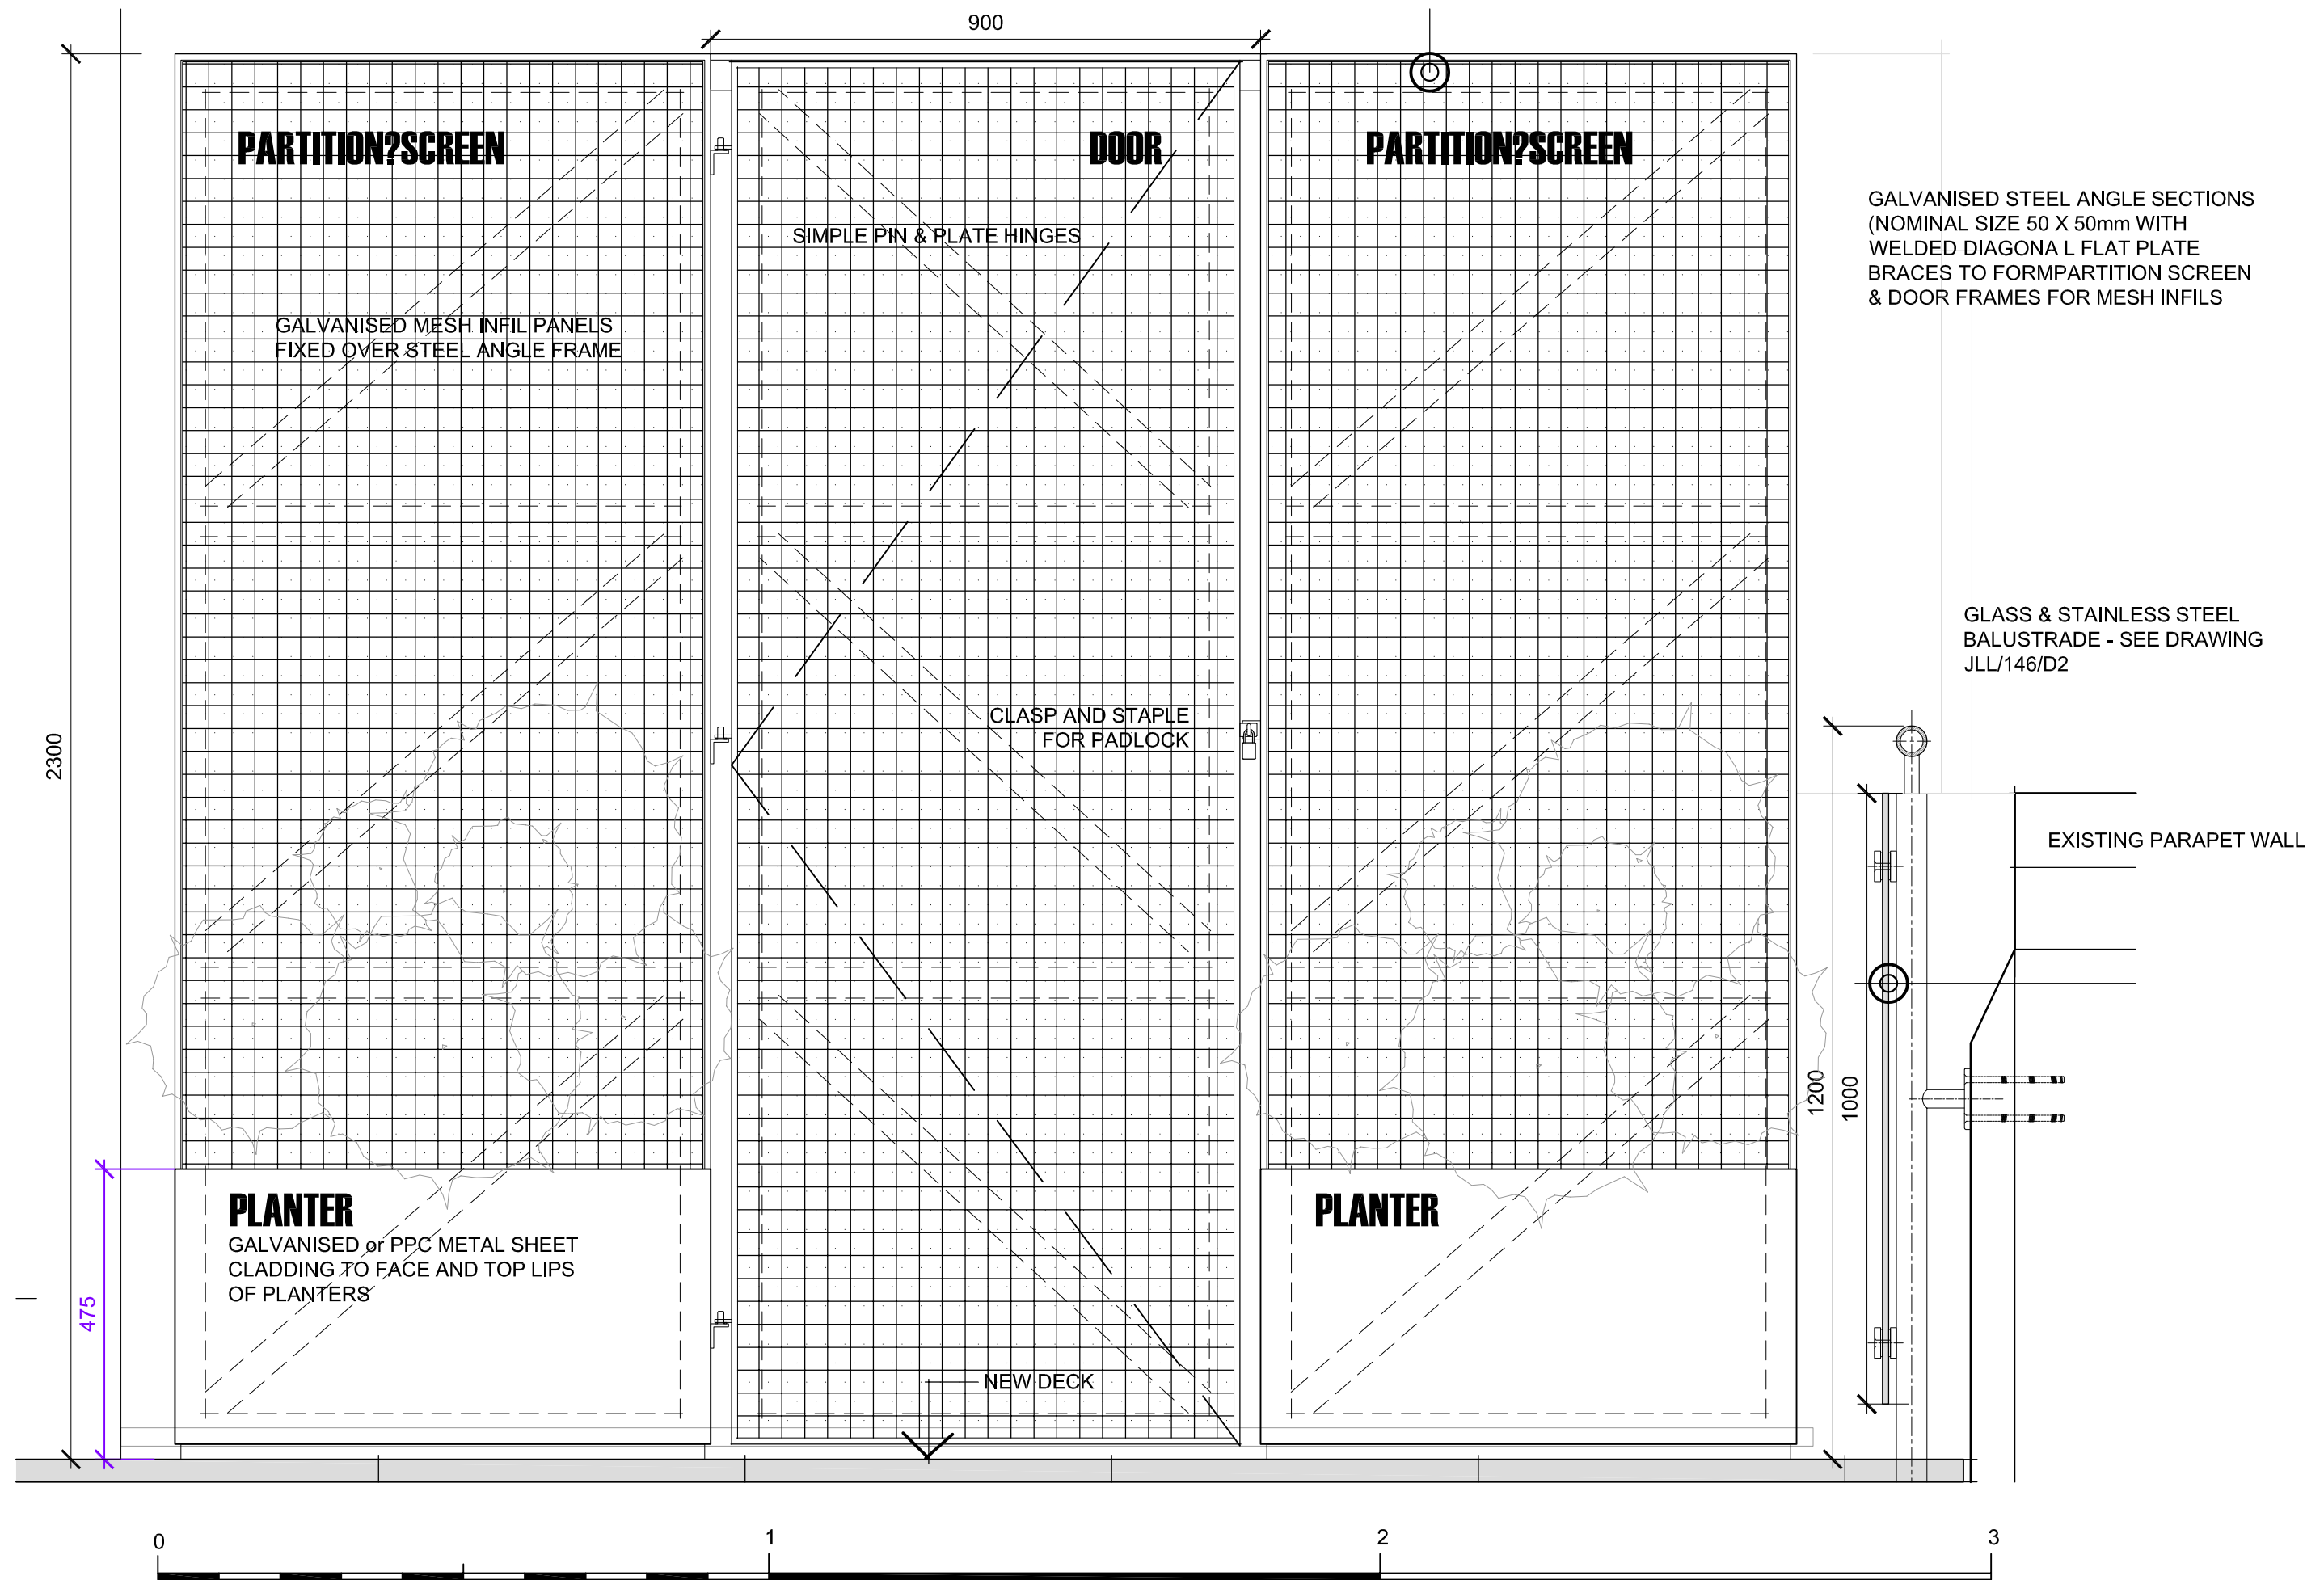 900
PARTITION?SCREEN
DOOR
PARTITION?SCREEN
GALVANISED STEEL ANGLE SECTIONS
(NOMINAL SIZE 50 X 50mm WITH
WELDED DIAGONA L FLAT PLATE
BRACES TO FORMPARTITION SCREEN
& DOOR FRAMES FOR MESH INFILS
SIMPLE PIN & PLATE HINGES
GALVANISED MESH INFIL PANELS
FIXED OVER STEEL ANGLE FRAME
GLASS & STAINLESS STEEL
BALUSTRADE - SEE DRAWING
JLL/146/D2
CLASP AND STAPLE
FOR PADLOCK
2300
EXISTING PARAPET WALL
1200
1000
PLANTER
GALVANISED or PPC METAL SHEET
CLADDING TO FACE AND TOP LIPS
OF PLANTERS
PLANTER
475
NEW DECK
0
1
2
3